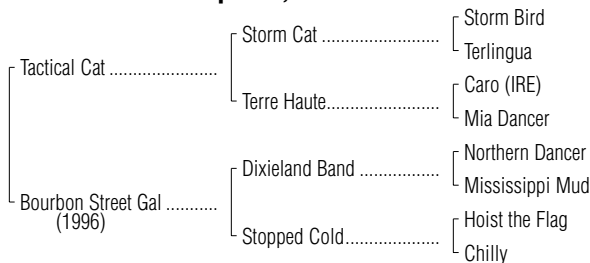 Storm Bird
Storm Cat ........................
Terlingua
Tactical Cat .......................
Caro (IRE)
Terre Haute........................
Mia Dancer
Northern Dancer
Dixieland Band .................
Mississippi Mud
Bourbon Street Gal ...........
(1996)
Hoist the Flag
Stopped Cold....................
Chilly